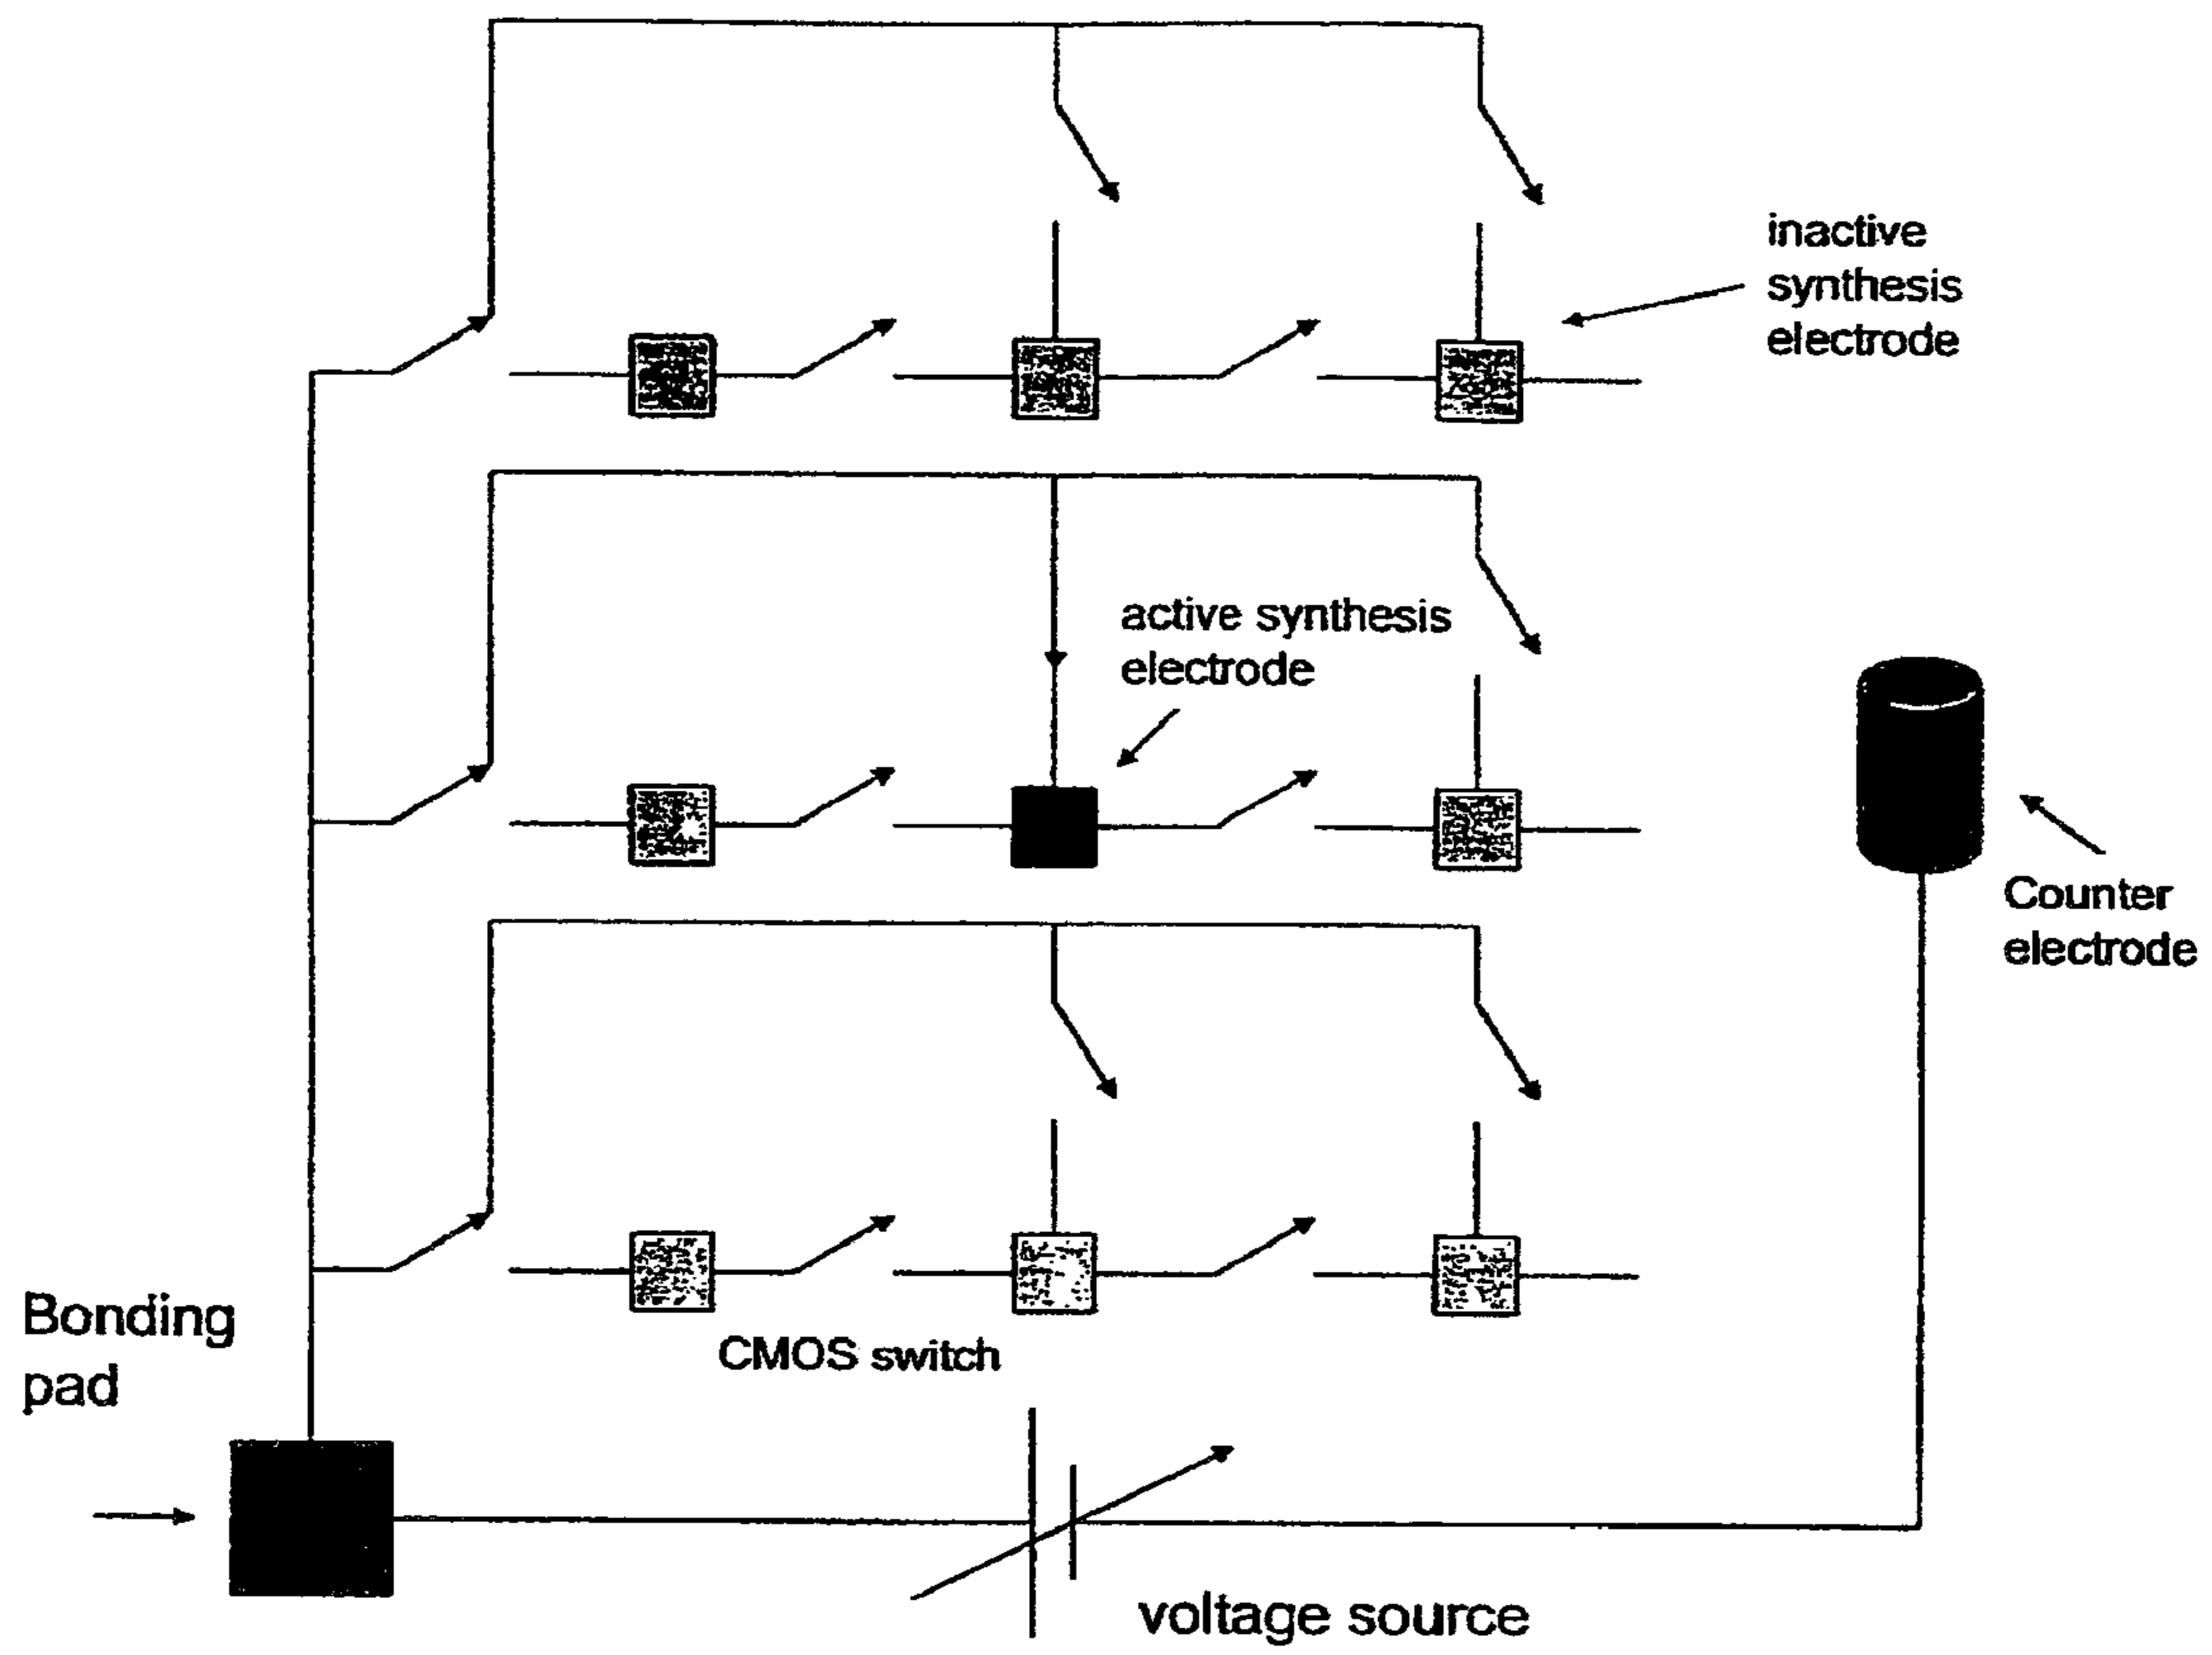 inactive
synthesis
electrode
active synthesis
electrode
Counter
electrode
Bonding
pad
CMOS switch
voltage source